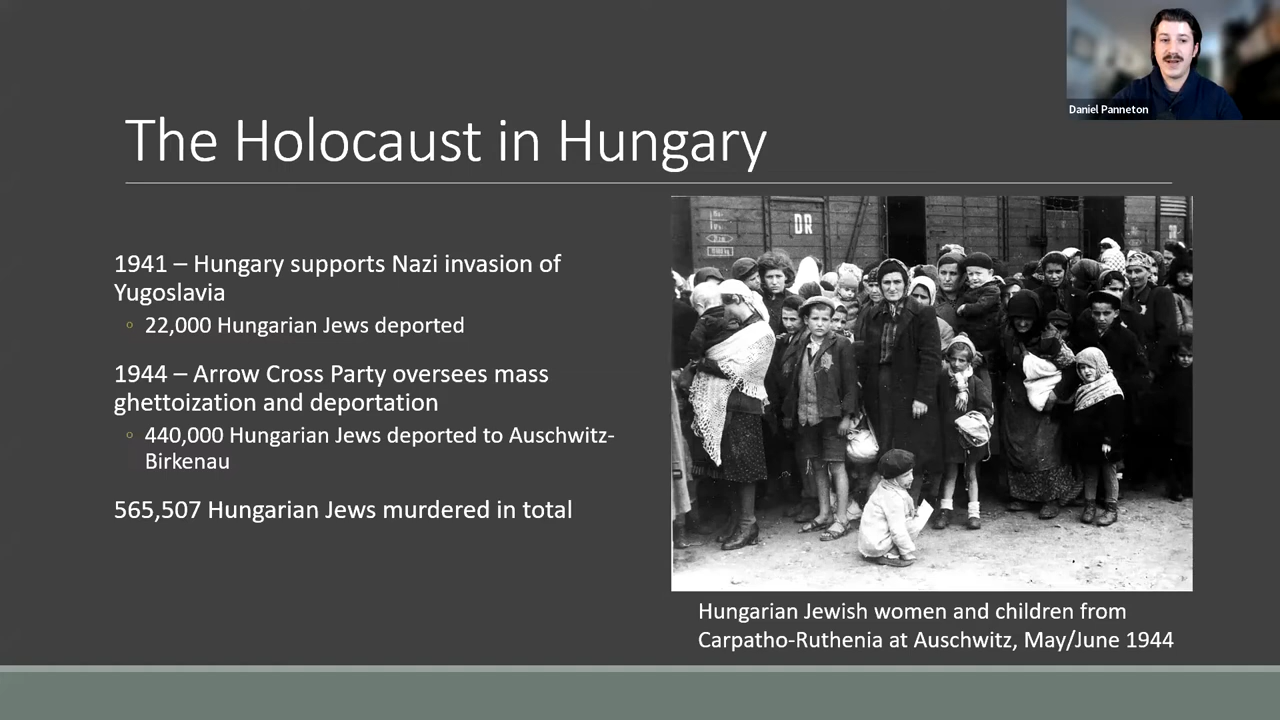 Daniel Panneton
The Holocaust in Hungary
DR
1941 – Hungary supports Nazi invasion of
Yugoslavia
◦ 22,000 Hungarian Jews deported
1944 – Arrow Cross Party oversees mass
ghettoization and deportation
◦ 440,000 Hungarian Jews deported to Auschwitz-
Birkenau
565,507 Hungarian Jews murdered in total
Hungarian Jewish women and children from
Carpatho-Ruthenia at Auschwitz, May/June 1944